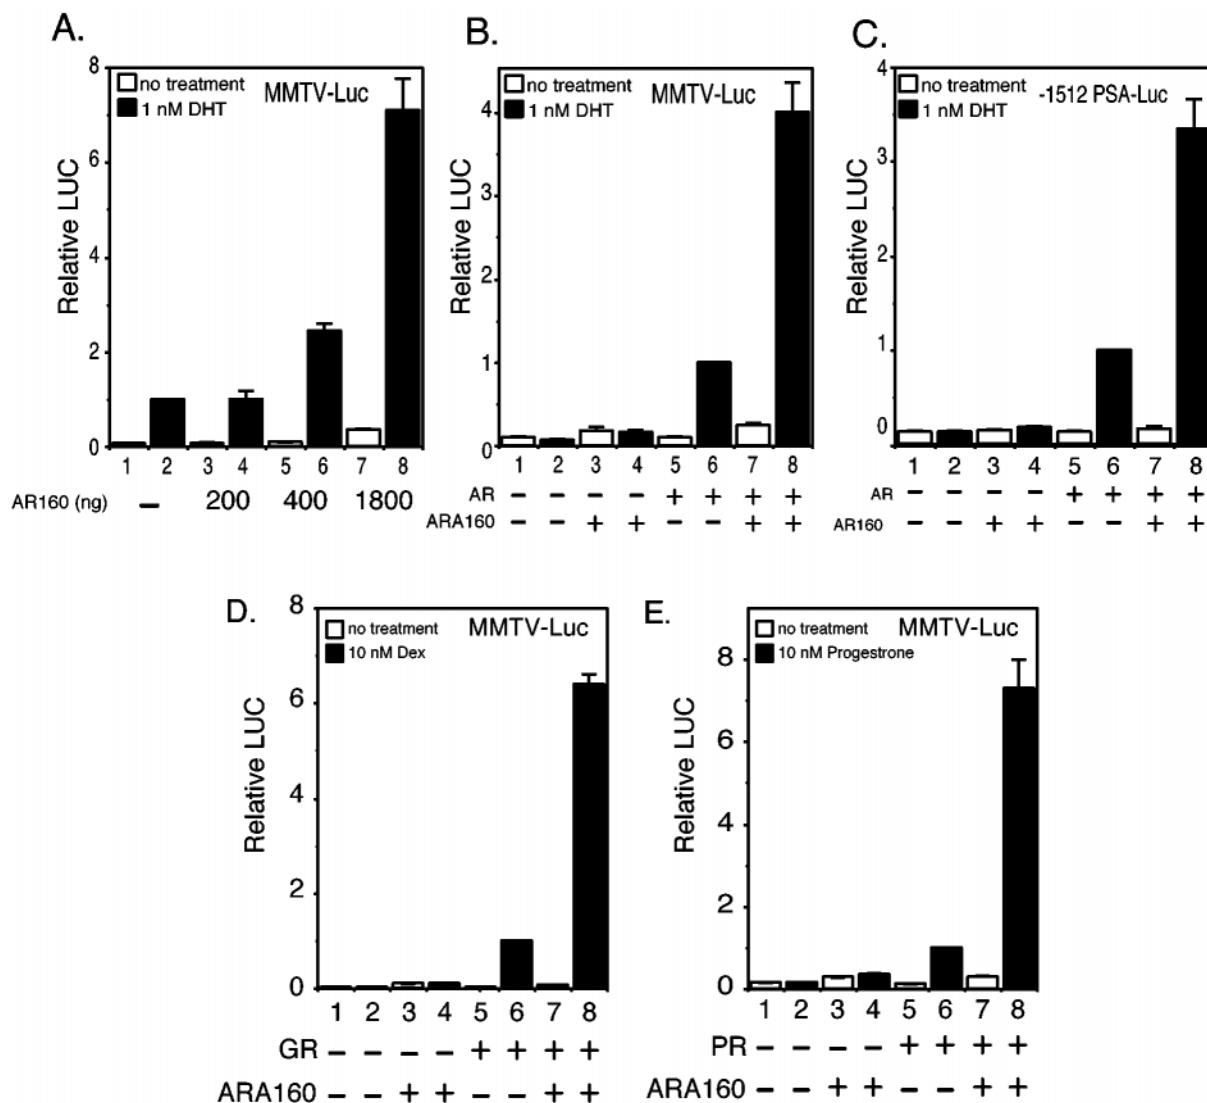 A.
no treatment
1 nM DHT
MMTV-Luc
Relative LUC
8
6
4
2
0
1 2 3 4 5 6 7 8
AR160 (ng) – 200 400 1800
B.
no treatment
1 nM DHT
MMTV-Luc
Relative LUC
4
3
2
1
0
1 2 3 4 5 6 7 8
AR – – – – + + + +
ARA160 – – + + – – + +
C.
no treatment
1 nM DHT
-1512 PSA-Luc
Relative LUC
4
3
2
1
0
1 2 3 4 5 6 7 8
AR – – – – + + + +
AR160 – – + + – – + +
D.
no treatment
10 nM Dex
MMTV-Luc
Relative LUC
8
6
4
2
0
1 2 3 4 5 6 7 8
GR – – – – + + + +
ARA160 – – + + – – + +
E.
no treatment
10 nM Progestrone
MMTV-Luc
Relative LUC
8
6
4
2
0
1 2 3 4 5 6 7 8
PR – – – – + + + +
ARA160 – – + + – – + +